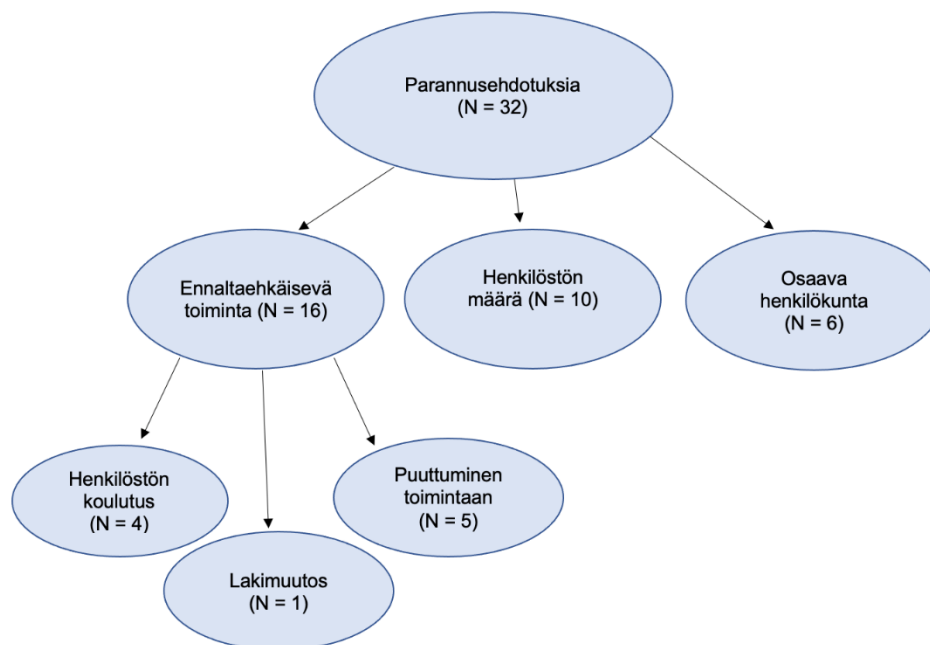 Parannusehdotuksia
(N = 32)
Ennaltaehkäisevä
toiminta (N = 16)
Henkilöstön
määrä (N = 10)
Osaava
henkilökunta
(N = 6)
Henkilöstön
koulutus
(N = 4)
Lakimuutos
(N = 1)
Puuttuminen
toimintaan
(N = 5)